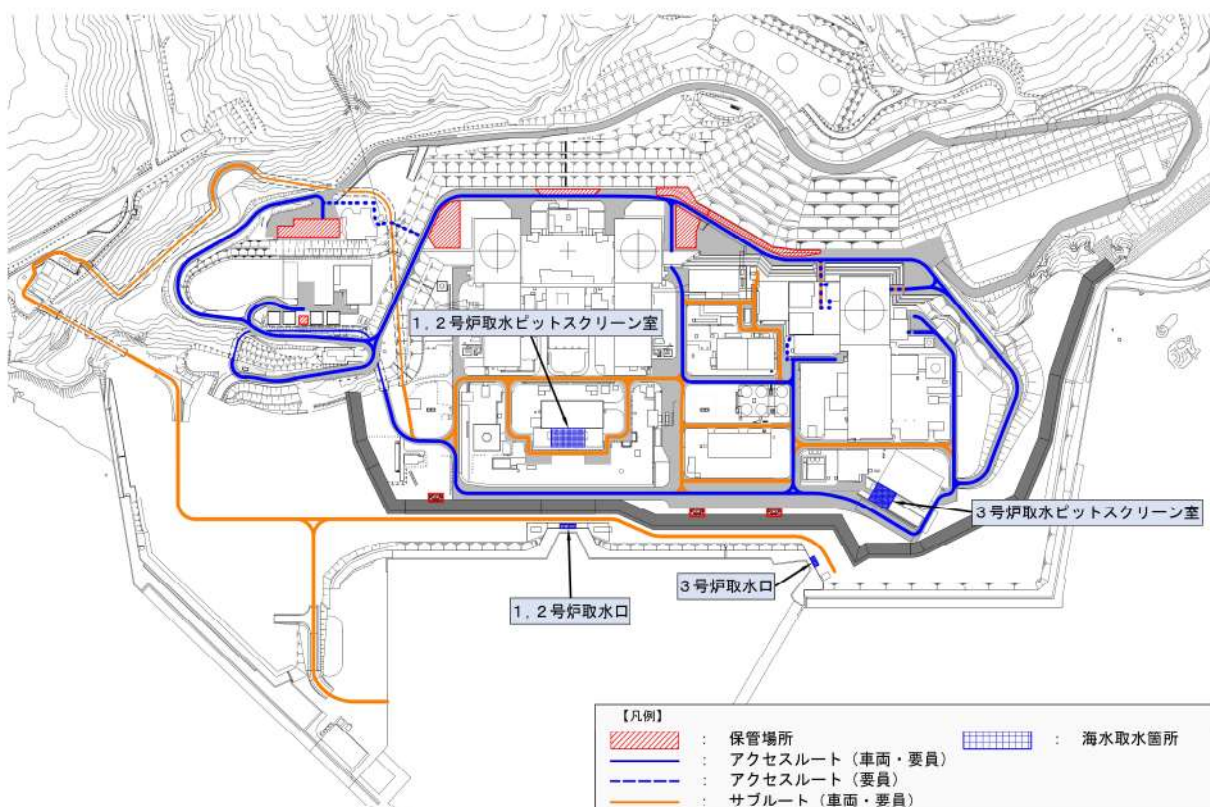 1，2号炉取水ピットスクリーン室
3号炉取水ピットスクリーン室
3号炉取水口
1，2号炉取水口
【凡例】
： 保管場所
： 海水取水箇所
： アクセスルート（車両・要員）
： アクセスルート（要員）
： サブルート（車両・要員）